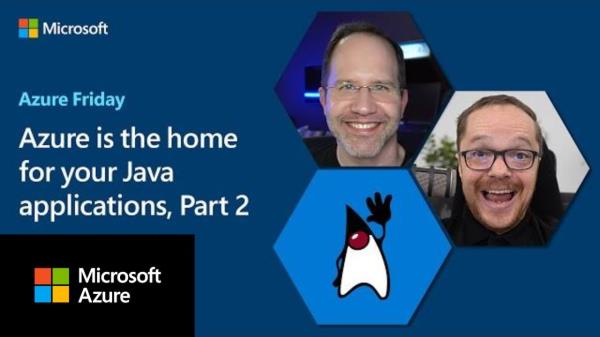 Microsoft
Azure Friday
Azure is the home
for your Java
applications, Part 2
Microsoft
Azure